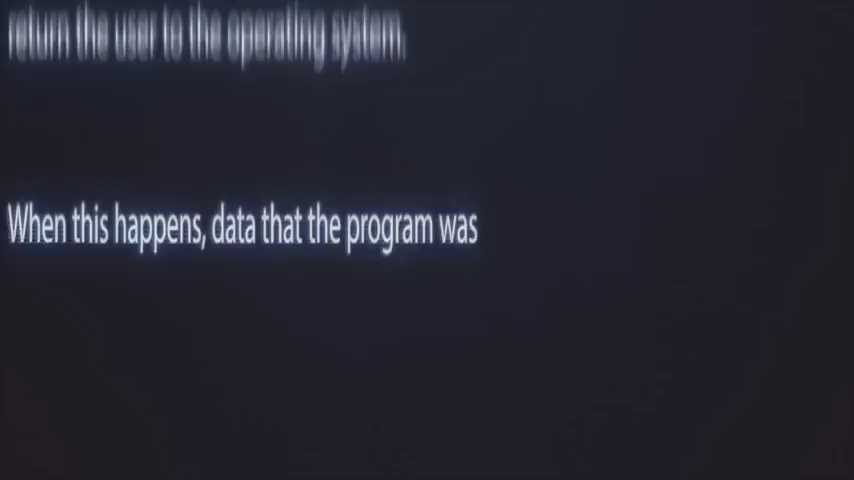 return the user to the operating system.
When this happens, data that the program was